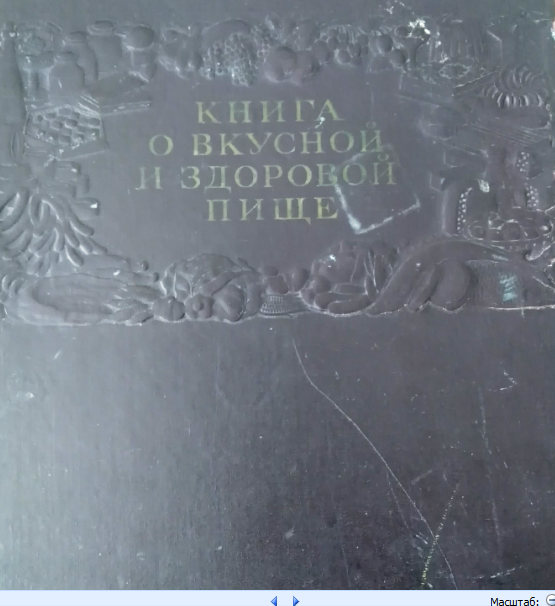 КНИГА
О ВКУСНОЙ
И ЗДОРОВОЙ
ПИЩЕ
Масштаб: